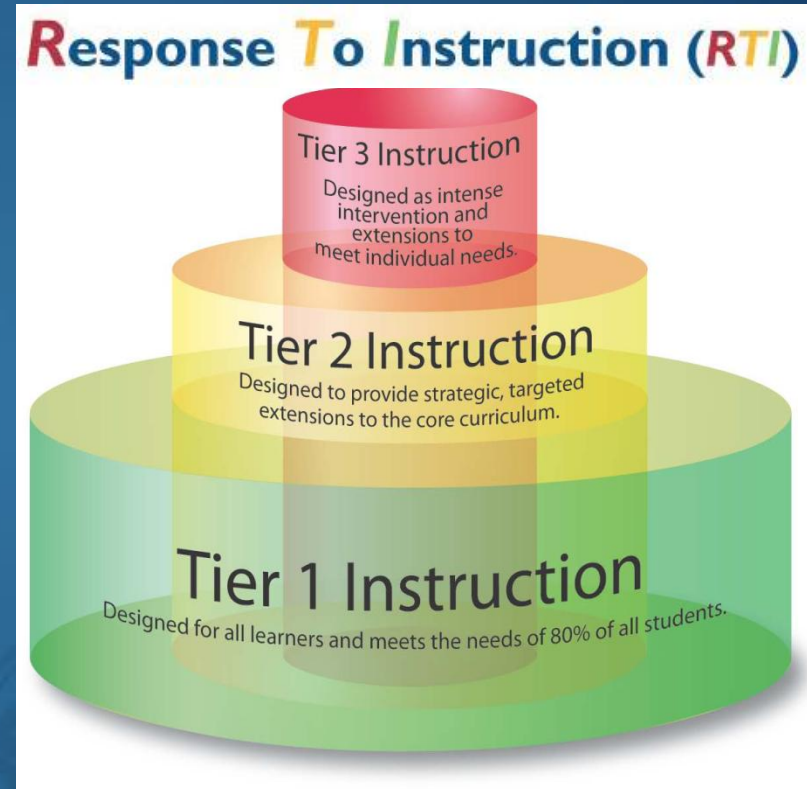 Response To Instruction (RTI)
Tier 3 Instruction
Designed as intense
intervention and
extensions to
meet individual needs.
Tier 2 Instruction
Designed to provide strategic, targeted
extensions to the core curriculum.
Tier 1 Instruction
Designed for all learners and meets the needs of 80% of all students.